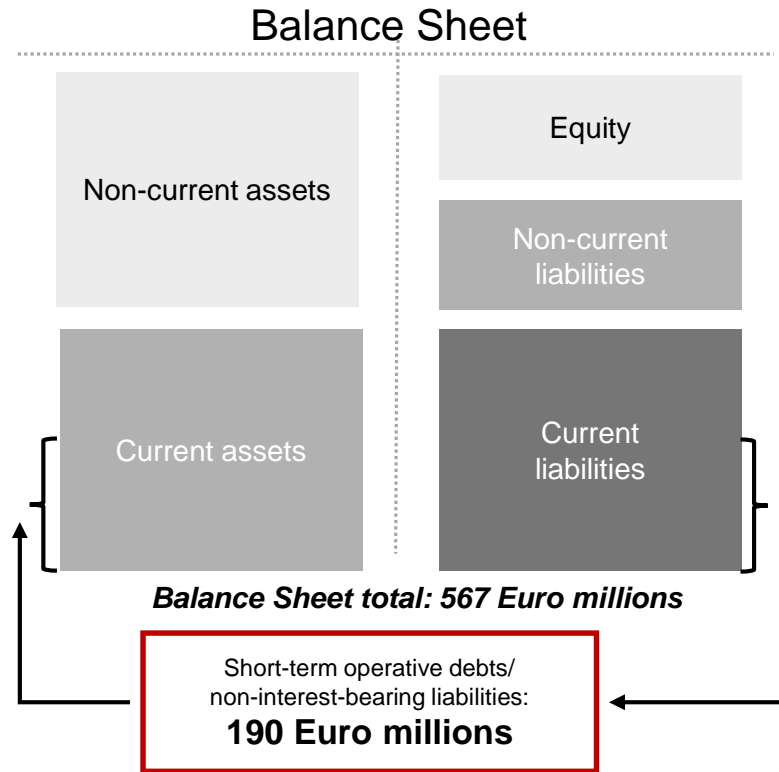 Balance Sheet
Non-current assets
Equity
Non-current
liabilities
Current assets
Current
liabilities
Balance Sheet total: 567 Euro millions
Short-term operative debts/
non-interest-bearing liabilities:
190 Euro millions